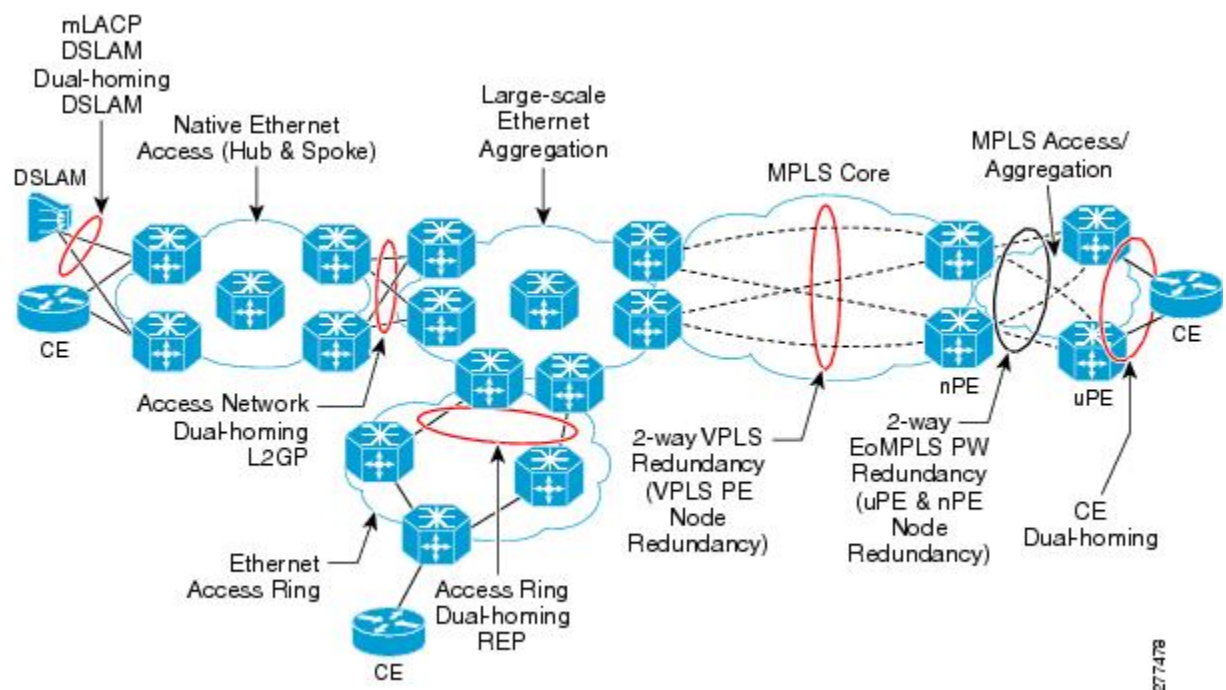 mLACP
DSLAM
Dual-homing
DSLAM
Native Ethernet
Access (Hub & Spoke)
Large-scale
Ethernet
Aggregation
MPLS Core
MPLS Access/
Aggregation
DSLAM
CE
CE
nPE
uPE
Access Network
Dual-homing
L2GP
2-way VPLS
Redundancy
(VPLS PE
Node
Redundancy)
2-way
EoMPLS PW
Redundancy
(uPE & nPE
Node
Redundancy)
CE
Dual-homing
Ethernet
Access Ring
Access Ring
Dual-homing
REP
CE
277478